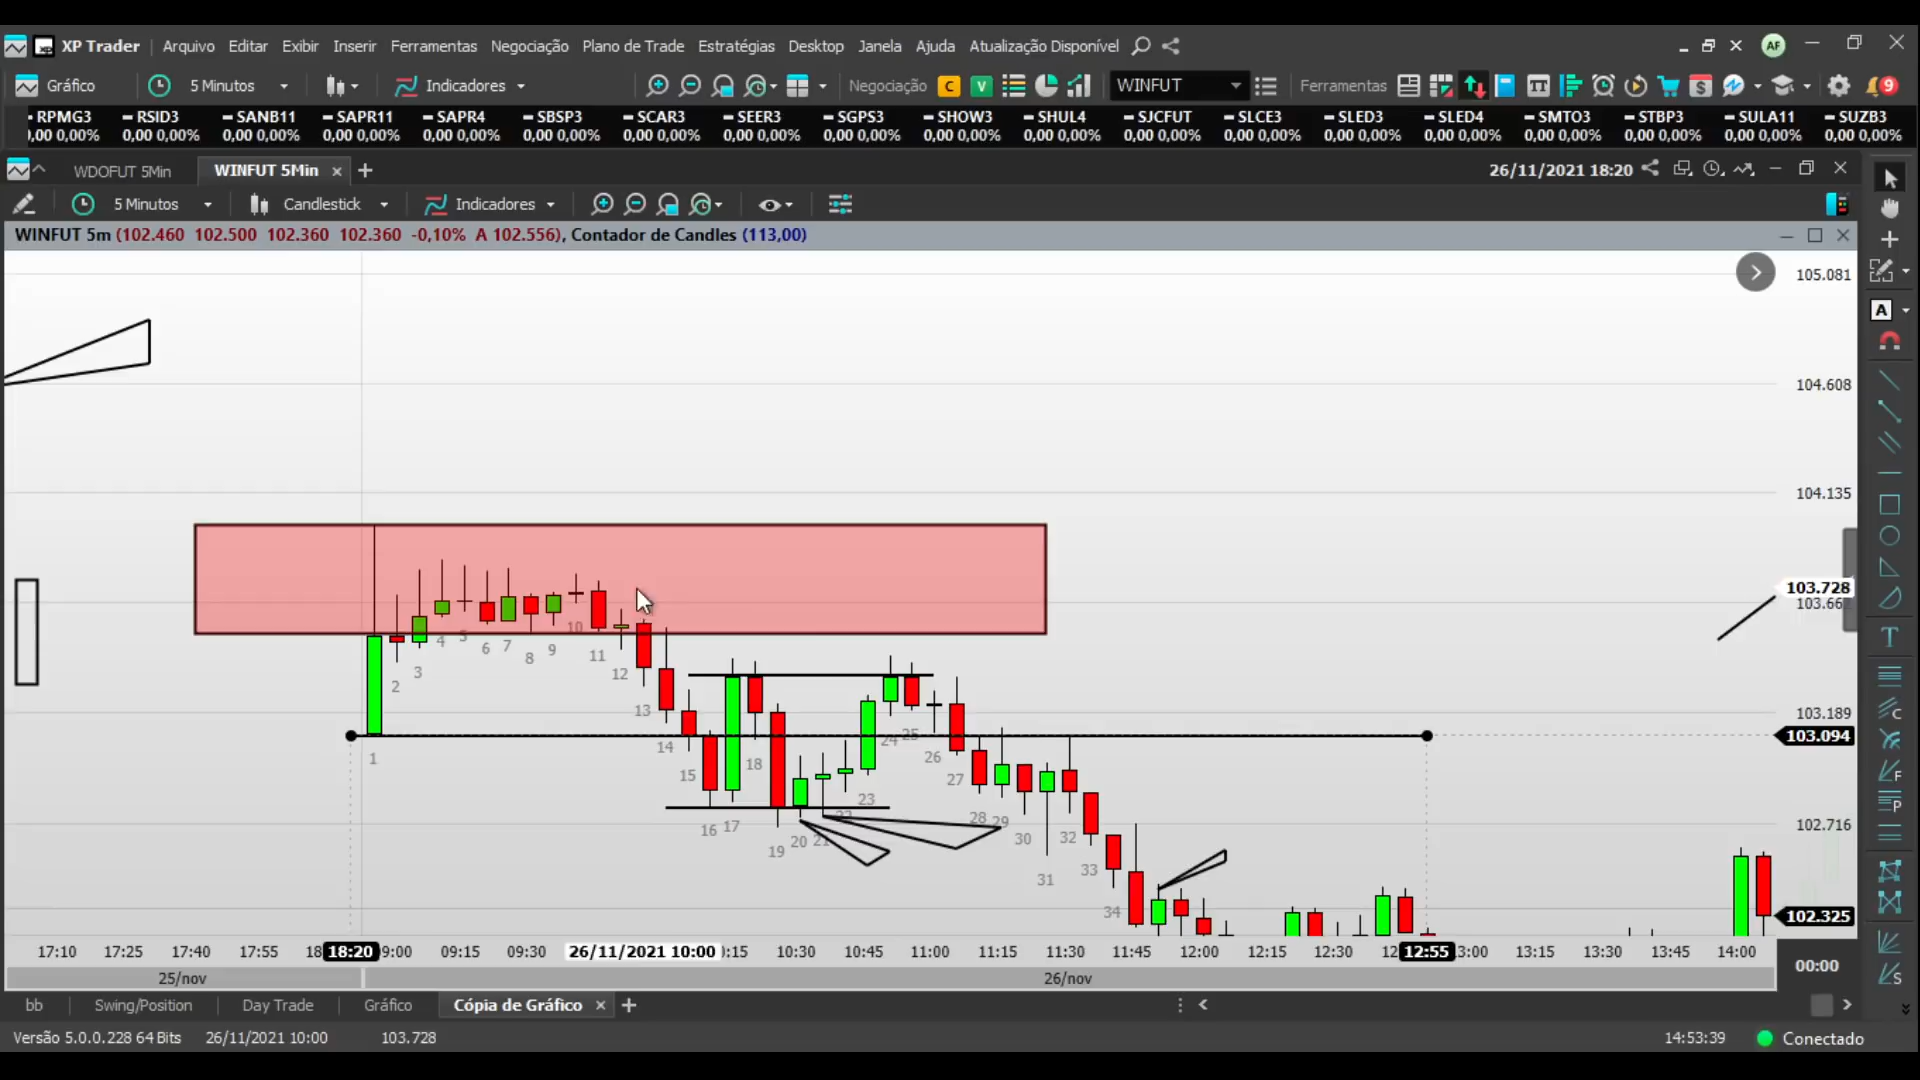 XP Trader Arquivo Editar Exibir Inserir Ferramentas Negociação Plano de Trade Estratégias Desktop Janela Ajuda Atualização Disponível AF
Gráfico 5 Minutos Indicadores Negociação C V WINFUT Ferramentas 9
RPMG3 RSID3 SANB11 SAPR11 SAPR4 SBSP3 SCAR3 SEER3 SGPS3 SHOW3 SHUL4 SJCFUT SLCE3 SLED3 SLED4 SMTO3 STBP3 SULA11 SUZB3
0,00 0,00% 0,00 0,00% 0,00 0,00% 0,00 0,00% 0,00 0,00% 0,00 0,00% 0,00 0,00% 0,00 0,00% 0,00 0,00% 0,00 0,00% 0,00 0,00% 0,00 0,00% 0,00 0,00% 0,00 0,00% 0,00 0,00% 0,00 0,00% 0,00 0,00% 0,00 0,00% 0,00 0,00%
WDOFUT 5Min WINFUT 5Min 26/11/2021 18:20
5 Minutos Candlestick Indicadores
WINFUT 5m (102.460 102.500 102.360 102.360 -0,10% A 102.556), Contador de Candles (113,00)
105.081
104.608
104.135
103.728
103.189
103.094
102.716
102.325
1 2 3 4 5 6 7 8 9 10 11 12 13 14 15 16 17 18 19 20 23 24 25 26 27 28 29 30 31 32 33 34
17:10 17:25 17:40 17:55 18:20 09:15 09:30 26/11/2021 10:00 10:30 10:45 11:00 11:15 11:30 11:45 12:00 12:15 12:30 12:55 13:15 13:30 13:45 14:00
25/nov 26/nov 00:00
bb Swing/Position Day Trade Gráfico Cópia de Gráfico
Versão 5.0.0.228 64 Bits 26/11/2021 10:00 103.728 14:53:39 Conectado